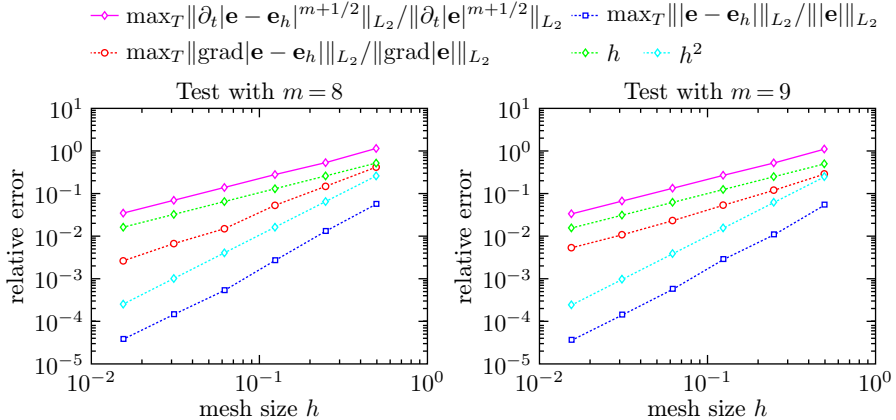 max_T ‖∂_t|e − e_h|^{m+1/2}‖_{L_2}/‖∂_t|e|^{m+1/2}‖_{L_2}
max_T ‖|e − e_h|‖_{L_2}/‖|e|‖_{L_2}
max_T ‖grad|e − e_h|‖_{L_2}/‖grad|e|‖_{L_2}
h
h^2
Test with m = 8
10^1
10^0
10^{−1}
10^{−2}
10^{−3}
10^{−4}
10^{−5}
relative error
10^{−2}
10^{−1}
10^0
mesh size h
Test with m = 9
10^1
10^0
10^{−1}
10^{−2}
10^{−3}
10^{−4}
10^{−5}
relative error
10^{−2}
10^{−1}
10^0
mesh size h